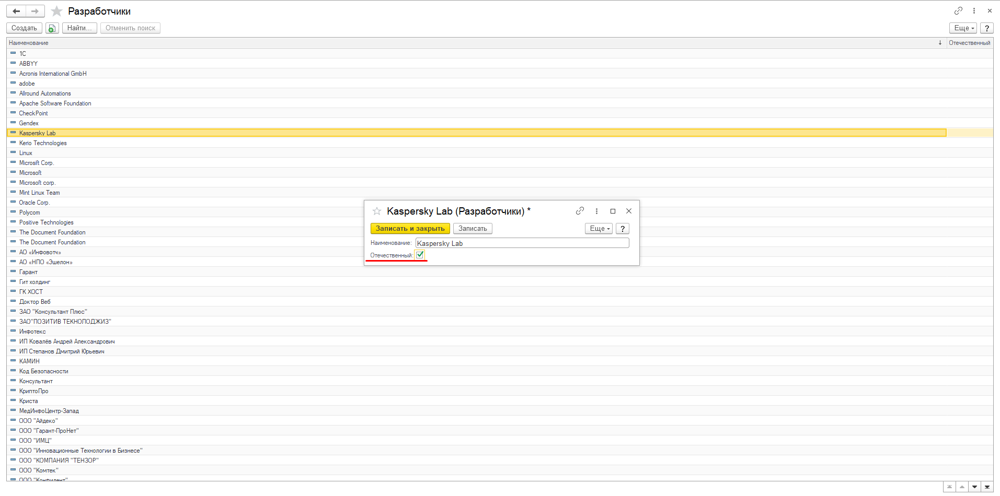 Разработчики
Создать Найти... Отменить поиск Еще ?
Наименование Отечественный
1С
ABBYY
Acronis International GmbH
adobe
Allround Automations
Apache Software Foundation
CheckPoint
Gendex
Kaspersky Lab
Kerio Technologies
Linux
Microsift Corp.
Microsoft
Microsoft corp.
Mint Linux Team
Oracle Corp.
Polycom
Positive Technologies
The Document Foundation
The Document Foundation
АО «Инфовотч»
АО «НПО «Эшелон»
Гарант
Гит холдинг
ГК ХОСТ
Доктор Веб
ЗАО "Консультант Плюс"
ЗАО"ПОЗИТИВ ТЕКНОЛОДЖИЗ"
Инфотекс
ИП Ковалёв Андрей Александрович
ИП Степанов Дмитрий Юрьевич
КАМИН
Код Безопасности
Консультант
КриптоПро
Криста
МедИнфоЦентр-Запад
ООО "Айдеко"
ООО "Гарант-ПроНет"
ООО "ИМЦ"
ООО "Инновационные Технологии в Бизнесе"
ООО "КОМПАНИЯ "ТЕНЗОР"
ООО "Комтек"
ООО "Конфидент"
Kaspersky Lab (Разработчики) *
Записать и закрыть Записать Еще ?
Наименование: Kaspersky Lab
Отечественный: